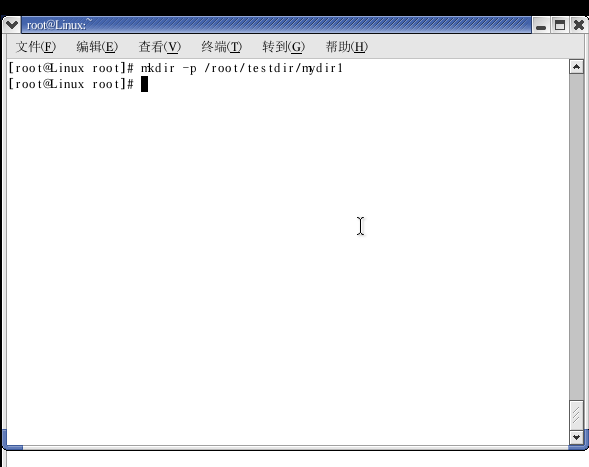 root@Linux:~
文件(F) 编辑(E) 查看(V) 终端(T) 转到(G) 帮助(H)
[root@Linux root]# mkdir -p /root/testdir/mydir1
[root@Linux root]#